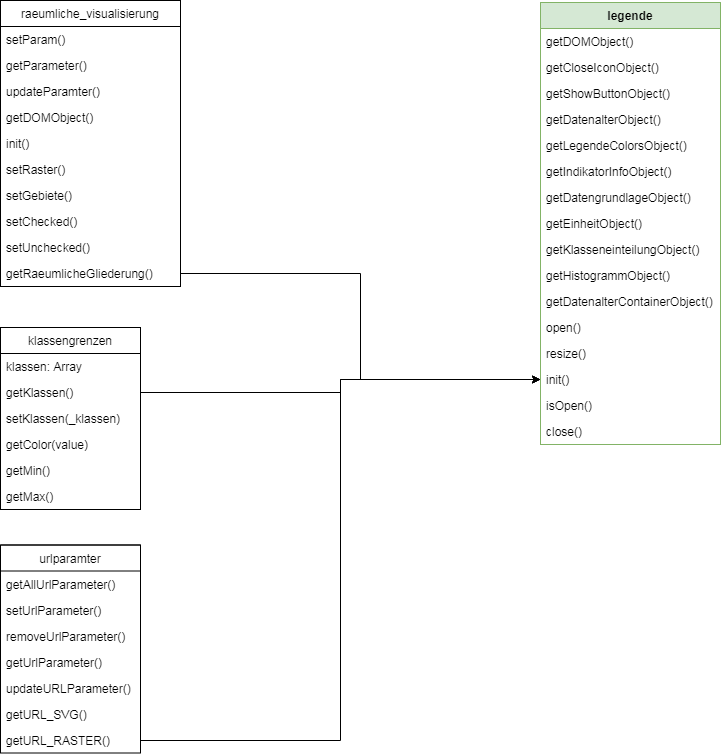 raeumliche_visualisierung
setParam()
getParameter()
updateParamter()
getDOMObject()
init()
setRaster()
setGebiete()
setChecked()
setUnchecked()
getRaeumlicheGliederung()
klassengrenzen
klassen: Array
getKlassen()
setKlassen(_klassen)
getColor(value)
getMin()
getMax()
urlparamter
getAllUrlParameter()
setUrlParameter()
removeUrlParameter()
getUrlParameter()
updateURLParameter()
getURL_SVG()
getURL_RASTER()
legende
getDOMObject()
getCloseIconObject()
getShowButtonObject()
getDatenalterObject()
getLegendeColorsObject()
getIndikatorInfoObject()
getDatengrundlageObject()
getEinheitObject()
getKlasseneinteilungObject()
getHistogrammObject()
getDatenalterContainerObject()
open()
resize()
init()
isOpen()
close()